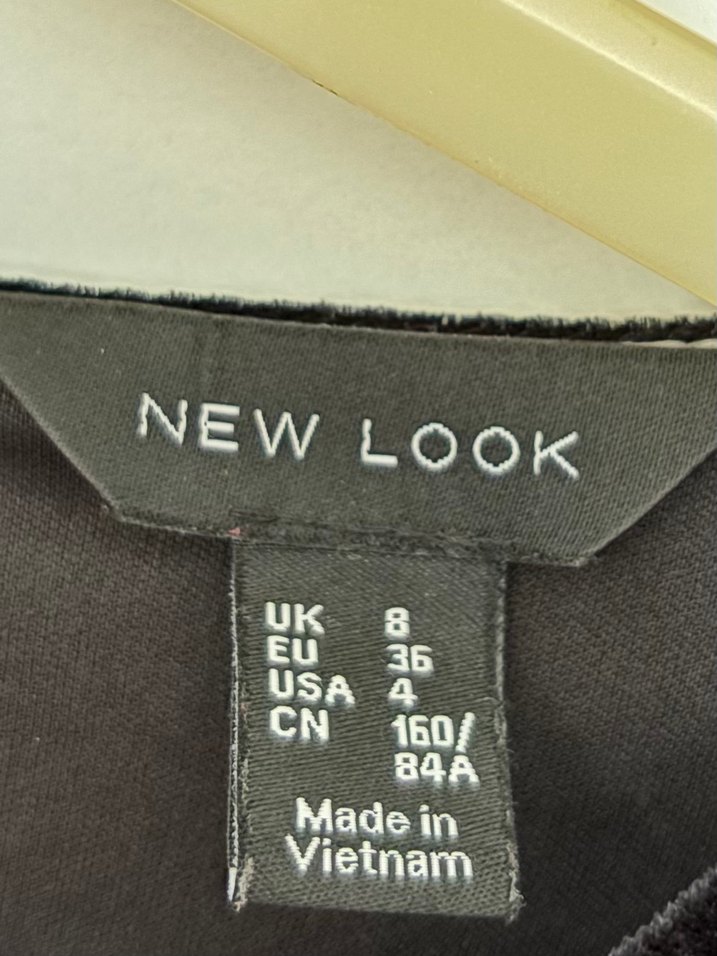 NEW LOOK
UK 8
EU 36
USA 4
CN 160/
84A
Made in
Vietnam